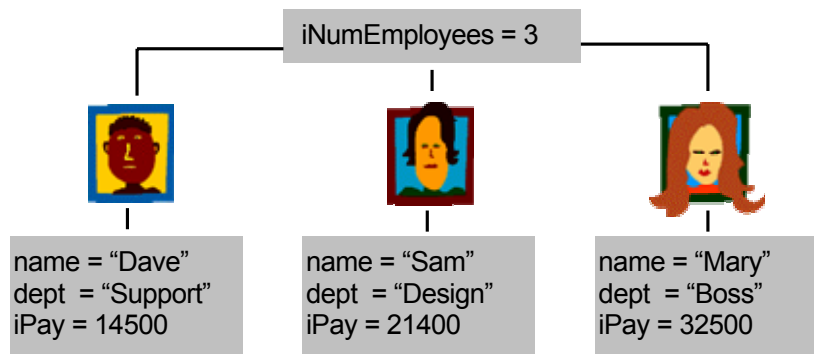 iNumEmployees = 3
name = “Dave”
dept = “Support”
iPay = 14500
name = “Sam”
dept = “Design”
iPay = 21400
name = “Mary”
dept = “Boss”
iPay = 32500